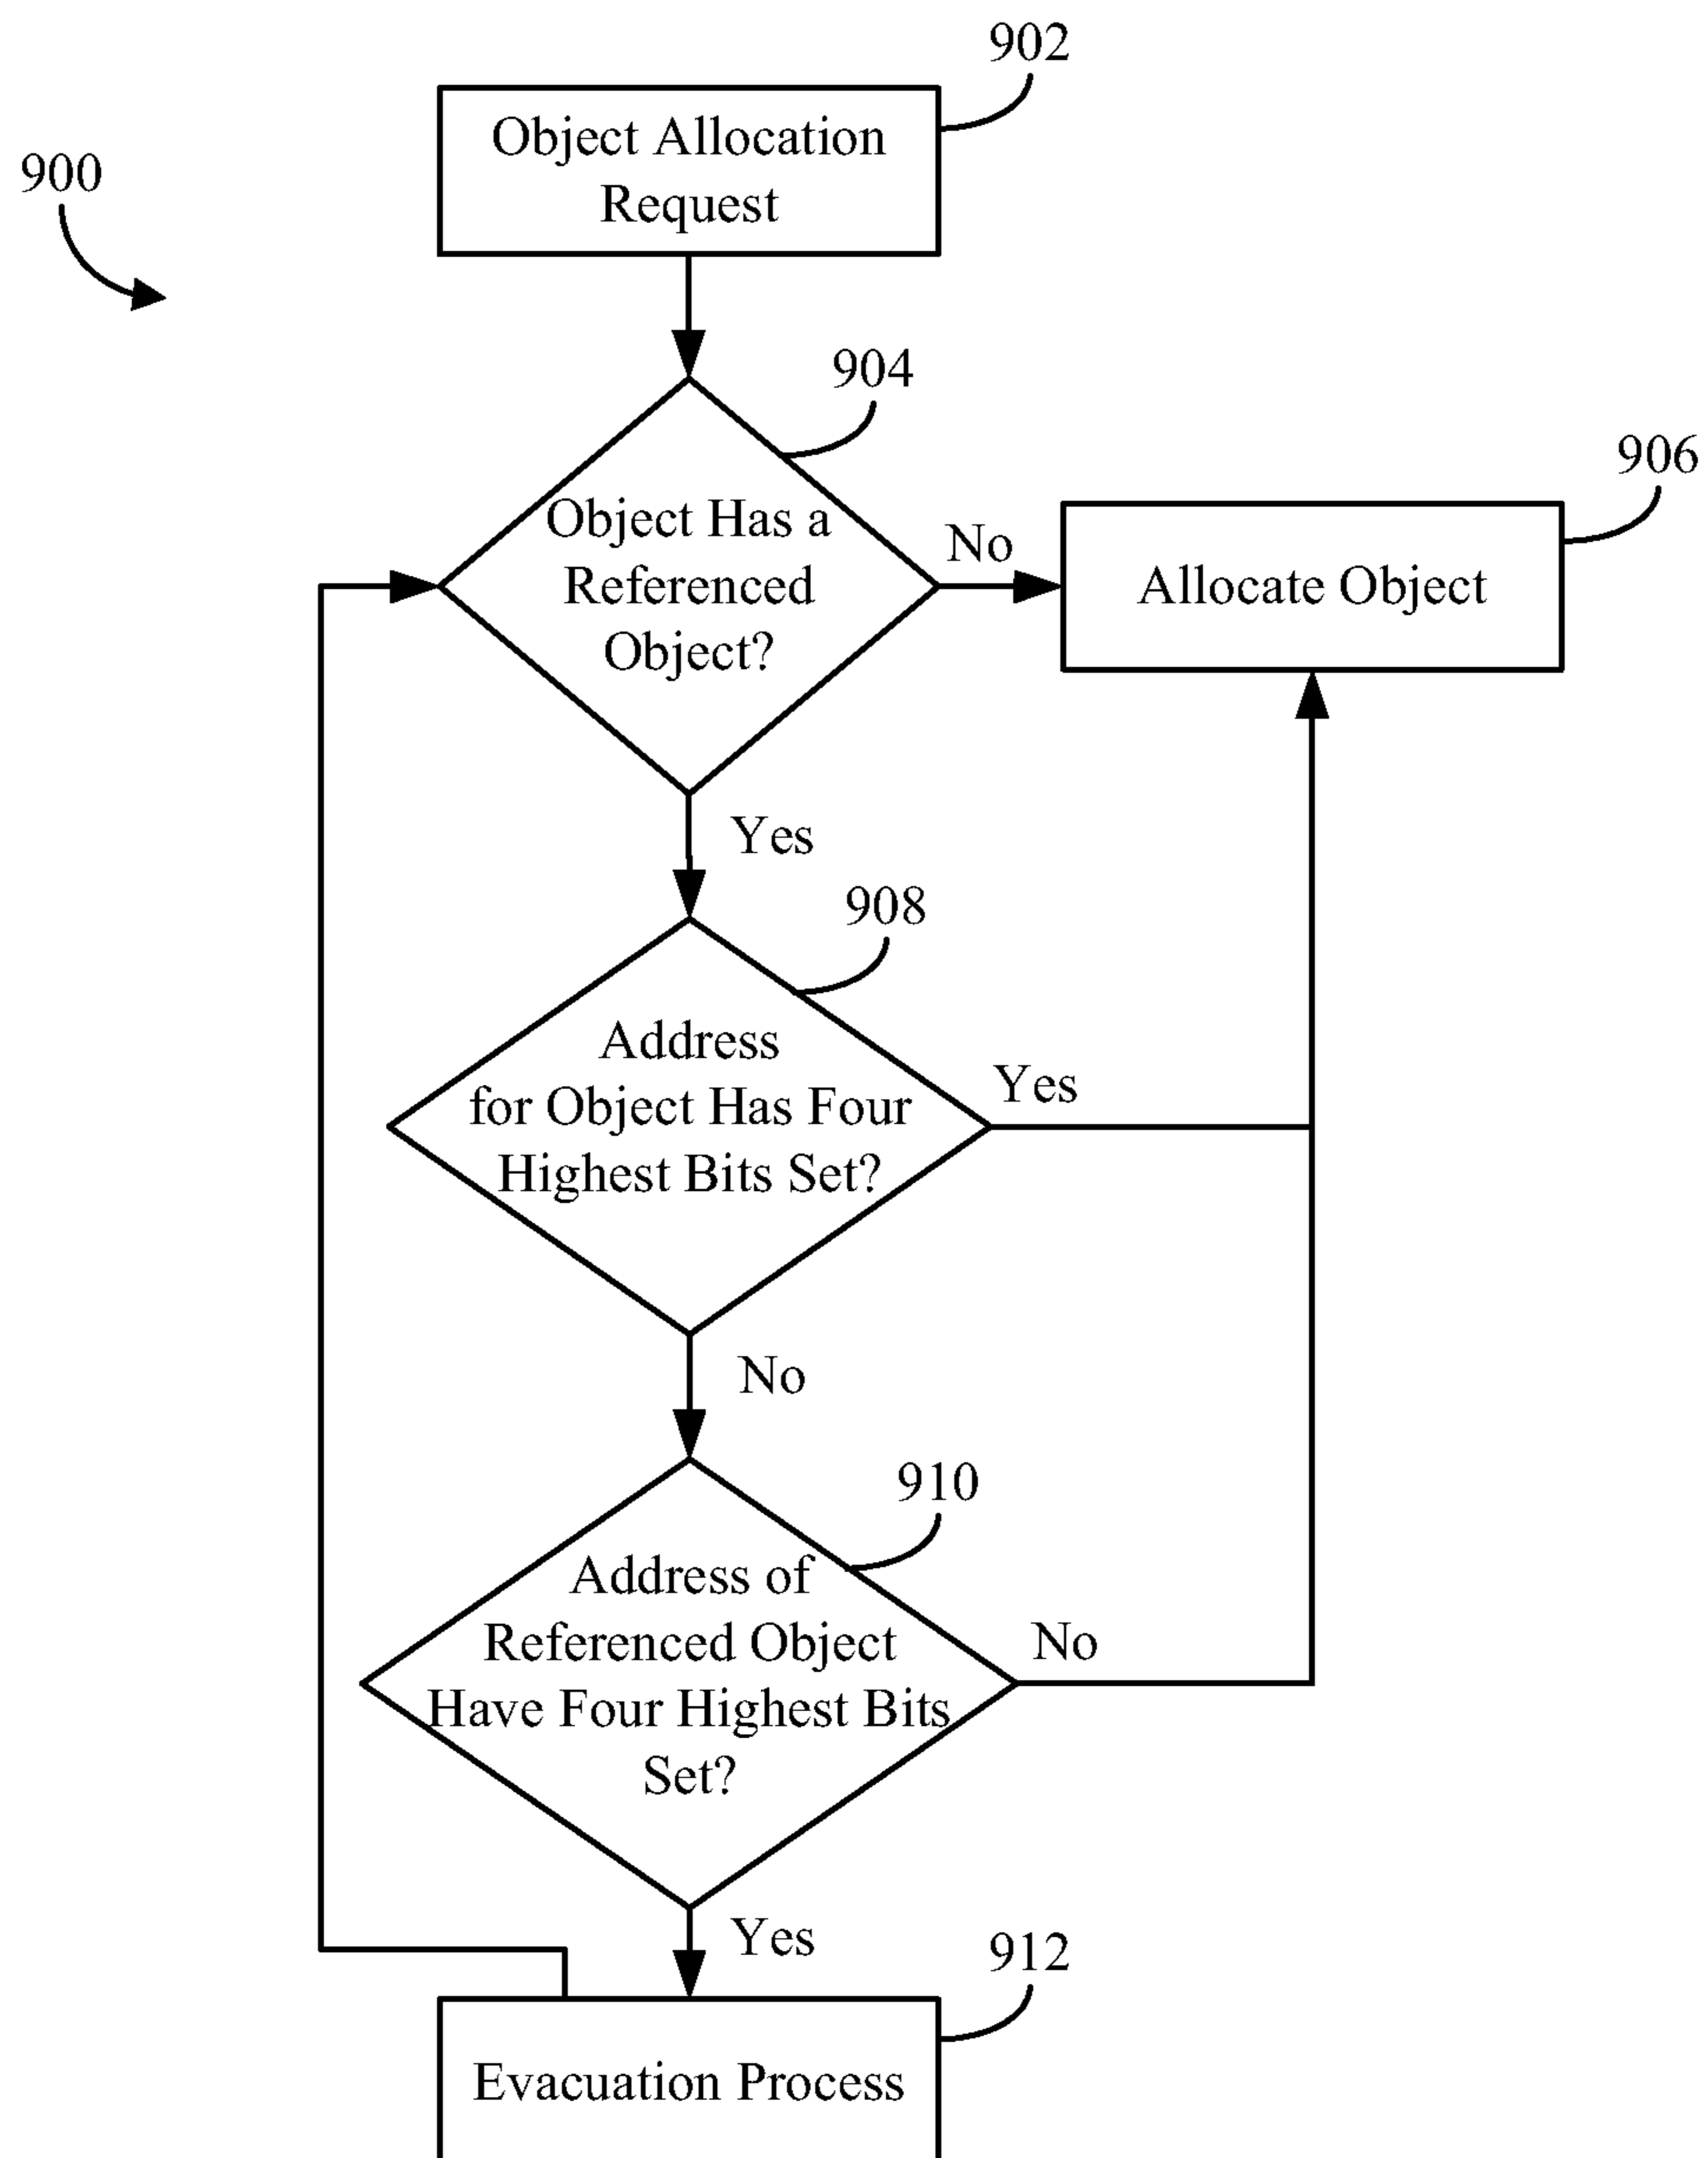 902
Object Allocation
Request
900
904
Object Has a
Referenced
Object?
No
906
Allocate Object
Yes
908
Address
for Object Has Four
Highest Bits Set?
Yes
No
910
Address of
Referenced Object
Have Four Highest Bits
Set?
No
Yes
912
Evacuation Process